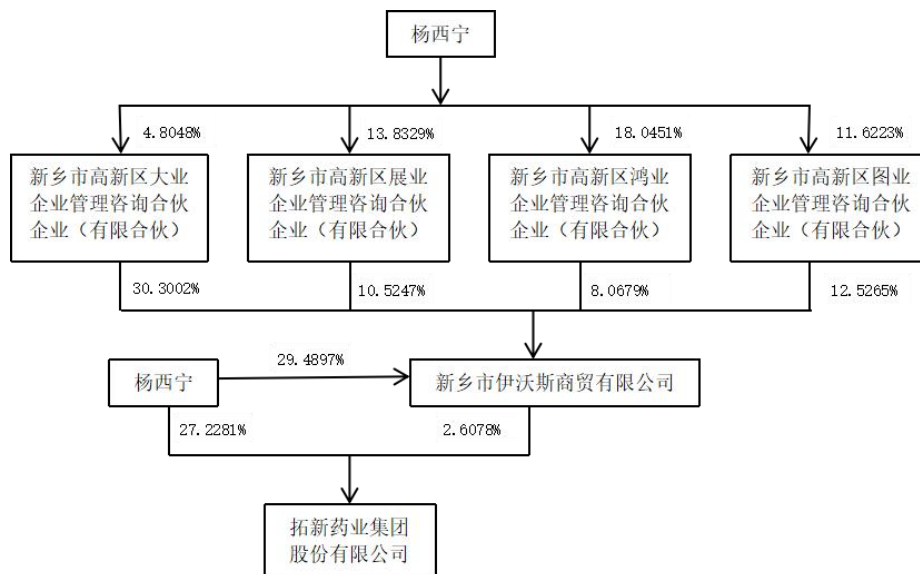 杨西宁
4.8048%
13.8329%
18.0451%
11.6223%
新乡市高新区大业
企业管理咨询合伙
企业（有限合伙）
新乡市高新区展业
企业管理咨询合伙
企业（有限合伙）
新乡市高新区鸿业
企业管理咨询合伙
企业（有限合伙）
新乡市高新区图业
企业管理咨询合伙
企业（有限合伙）
30.3002%
10.5247%
8.0679%
12.5265%
杨西宁
29.4897%
新乡市伊沃斯商贸有限公司
27.2281%
2.6078%
拓新药业集团
股份有限公司